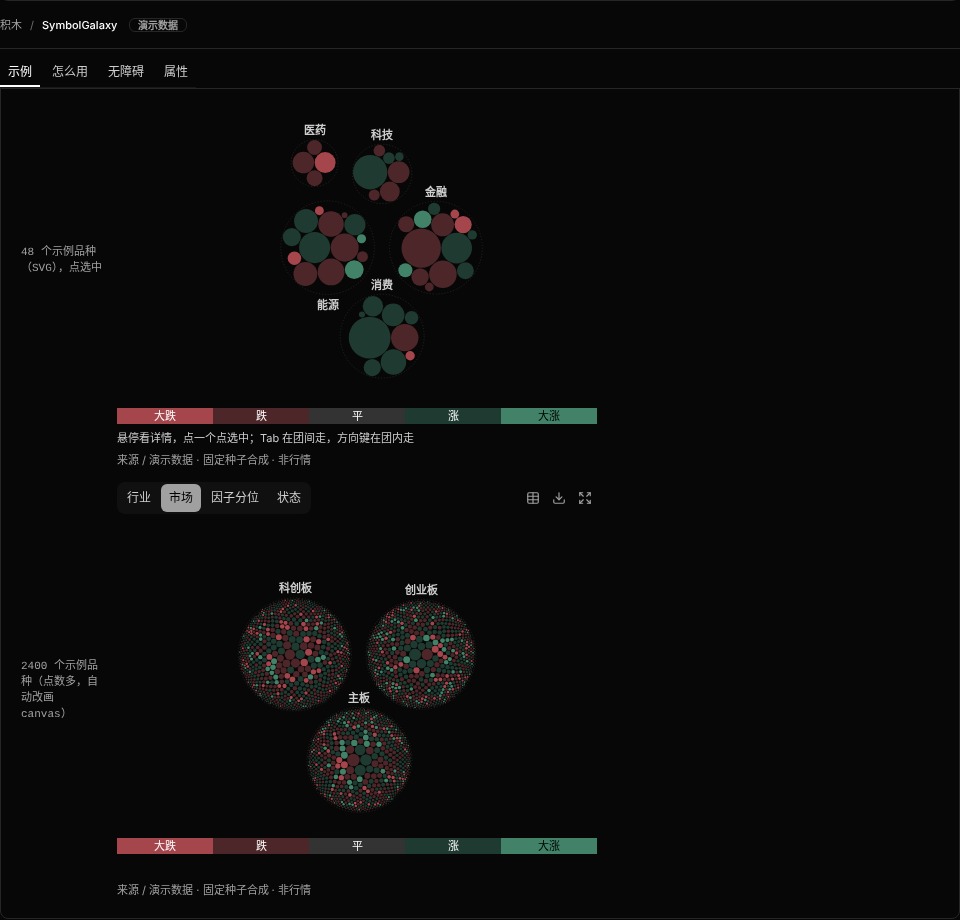 积木 / SymbolGalaxy 演示数据
示例 怎么用 无障碍 属性
医药
科技
金融
48 个示例品种
（SVG），点选中
消费
能源
大跌 跌 平 涨 大涨
悬停看详情，点一个点选中；Tab 在团间走，方向键在团内走
来源 / 演示数据 · 固定种子合成 · 非行情
行业 市场 因子分位 状态
科创板
创业板
2400 个示例品
种（点数多，自
动改画
canvas）
主板
大跌 跌 平 涨 大涨
来源 / 演示数据 · 固定种子合成 · 非行情